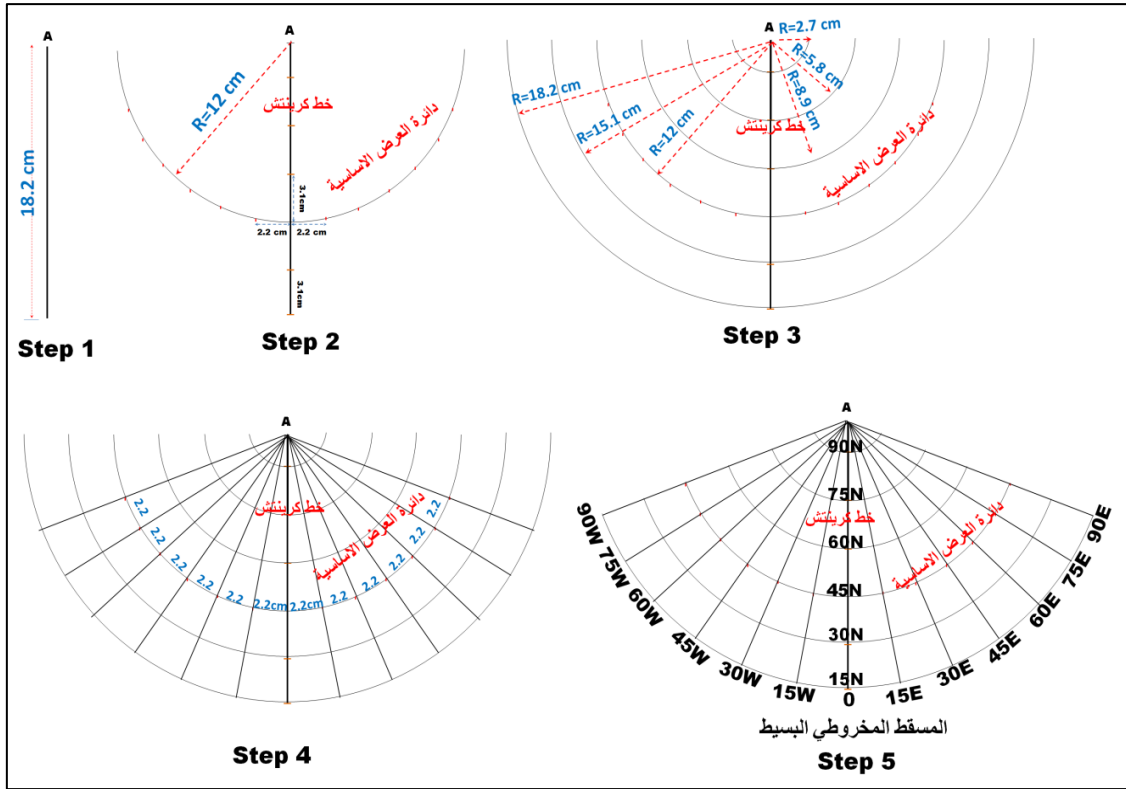 A
18.2 cm
Step 1
A
R=12 cm
خط كرينتش
دائرة العرض الاساسية
3.1cm
2.2 cm
2.2 cm
3.1cm
Step 2
A
R=2.7 cm
R=5.8 cm
R=8.9 cm
R=18.2 cm
R=15.1 cm
R=12 cm
خط كرينتش
دائرة العرض الاساسية
Step 3
A
خط كرينتش
دائرة العرض الاساسية
2.2
2.2
2.2
2.2
2.2
2.2cm
2.2cm
2.2
2.2
2.2
2.2
2.2
Step 4
A
90N
75N
خط كرينتش
دائرة العرض الاساسية
60N
45N
30N
15N
90W
75W
60W
45W
30W
15W
0
15E
30E
45E
60E
75E
90E
المسقط المخروطي البسيط
Step 5